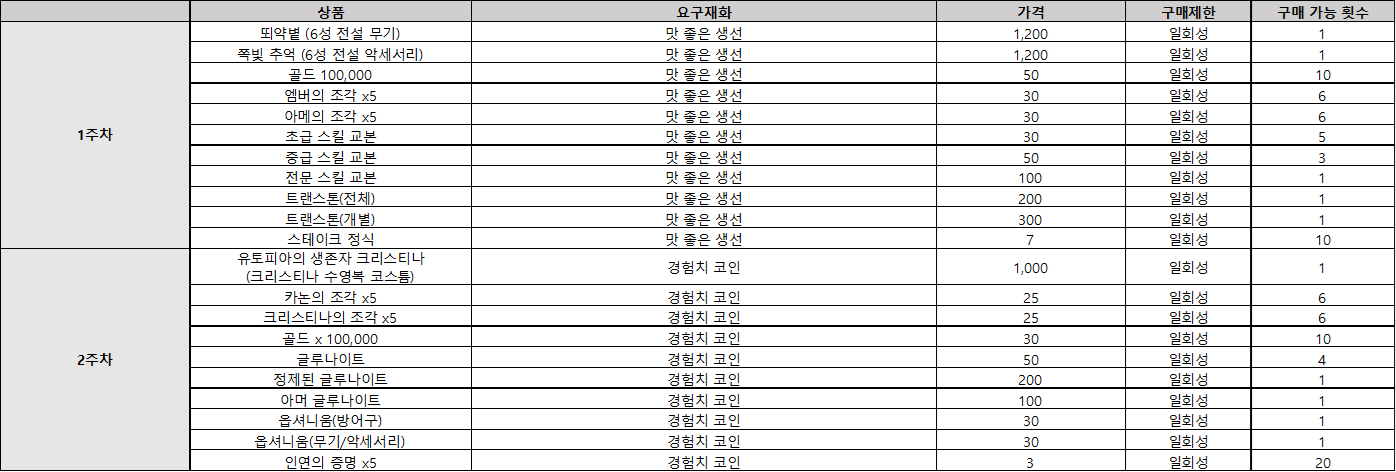 상품 요구재화 가격 구매제한 구매 가능 횟수
1주차
뙤약볕 (6성 전설 무기) 맛 좋은 생선 1,200 일회성 1
쪽빛 추억 (6성 전설 악세서리) 맛 좋은 생선 1,200 일회성 1
골드 100,000 맛 좋은 생선 50 일회성 10
엠버의 조각 x5 맛 좋은 생선 30 일회성 6
아메의 조각 x5 맛 좋은 생선 30 일회성 6
초급 스킬 교본 맛 좋은 생선 30 일회성 5
중급 스킬 교본 맛 좋은 생선 50 일회성 3
전문 스킬 교본 맛 좋은 생선 100 일회성 1
트랜스톤(전체) 맛 좋은 생선 200 일회성 1
트랜스톤(개별) 맛 좋은 생선 300 일회성 1
스테이크 정식 맛 좋은 생선 7 일회성 10
2주차
유토피아의 생존자 크리스티나
(크리스티나 수영복 코스튬) 경험치 코인 1,000 일회성 1
카논의 조각 x5 경험치 코인 25 일회성 6
크리스티나의 조각 x5 경험치 코인 25 일회성 6
골드 x 100,000 경험치 코인 30 일회성 10
글루나이트 경험치 코인 50 일회성 4
정제된 글루나이트 경험치 코인 200 일회성 1
아머 글루나이트 경험치 코인 100 일회성 1
옵셔니움(방어구) 경험치 코인 30 일회성 1
옵셔니움(무기/악세서리) 경험치 코인 30 일회성 1
인연의 증명 x5 경험치 코인 3 일회성 20